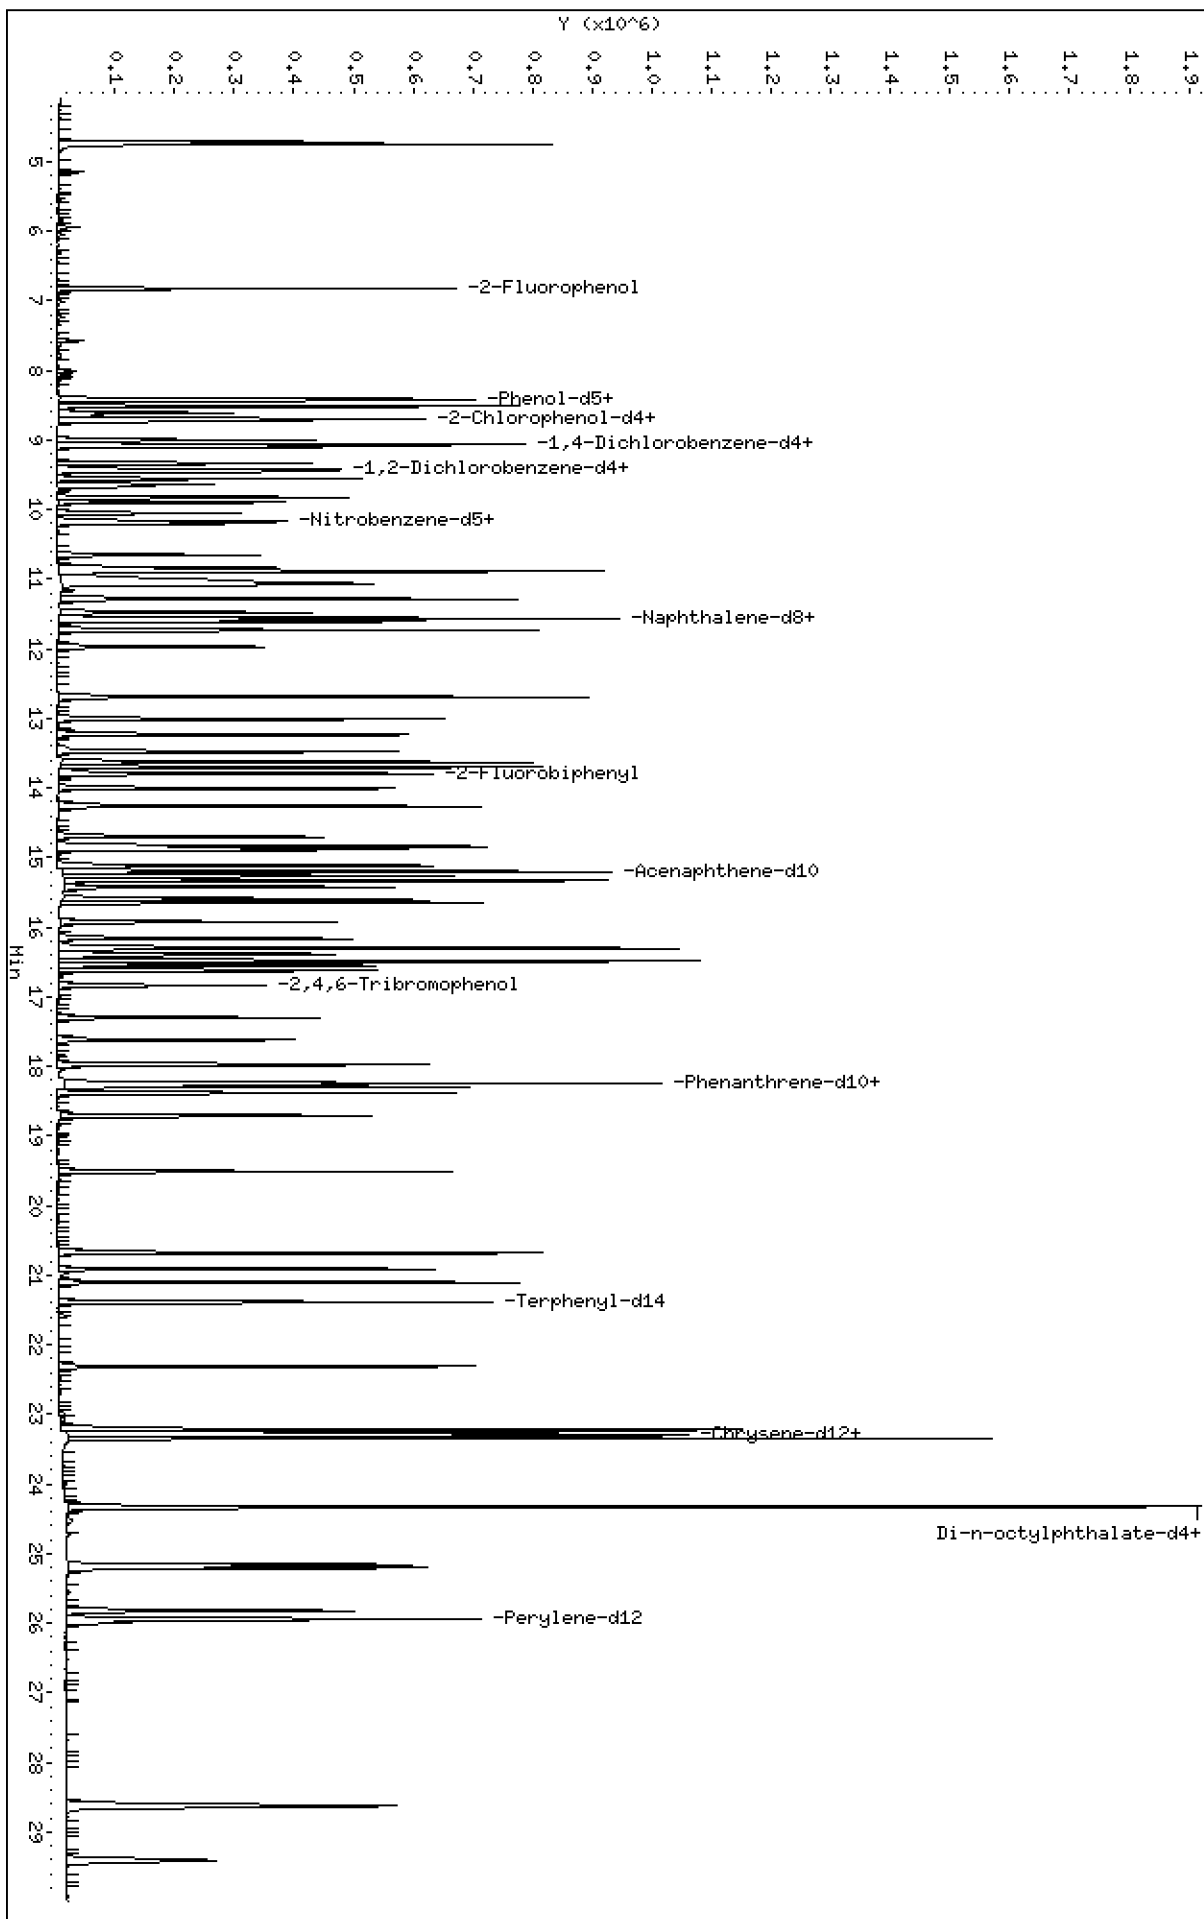 Y (x10^6)
0.1
0.2
0.3
0.4
0.5
0.6
0.7
0.8
0.9
1.0
1.1
1.2
1.3
1.4
1.5
1.6
1.7
1.8
1.9
5
6
-2-Fluorophenol
7
8
-Phenol-d5+
-2-Chlorophenol-d4+
9
-1,4-Dichlorobenzene-d4+
-1,2-Dichlorobenzene-d4+
10
-Nitrobenzene-d5+
11
-Naphthalene-d8+
12
13
-2-Fluorobiphenyl
14
15
-Acenaphthene-d10
16
Min
-2,4,6-Tribromophenol
17
18
-Phenanthrene-d10+
19
20
21
-Terphenyl-d14
22
23
-Chrysene-d12+
24
Di-n-octylphthalate-d4+
25
26
-Perylene-d12
27
28
29